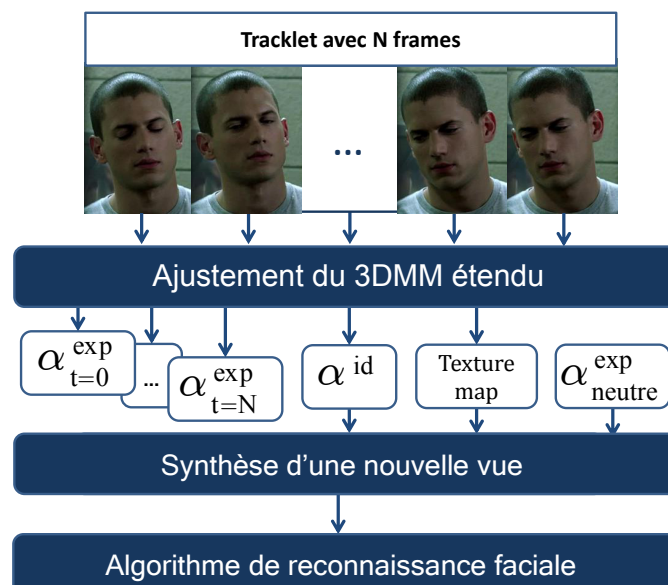 Tracklet avec N frames
...
Ajustement du 3DMM étendu
α exp t=0
...
α exp t=N
α id
Texture map
α exp neutre
Synthèse d'une nouvelle vue
Algorithme de reconnaissance faciale